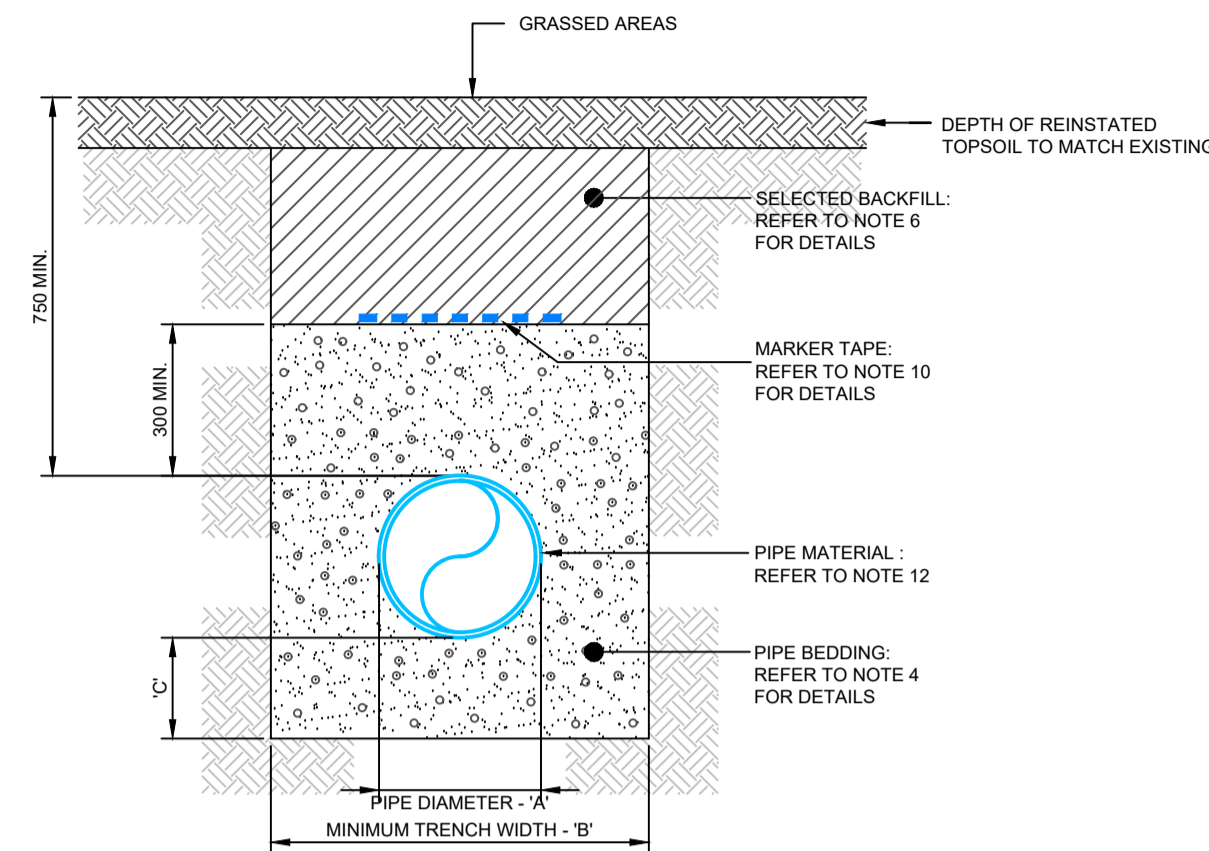 GRASSED AREAS
DEPTH OF REINSTATED
TOPSOIL TO MATCH EXISTING
SELECTED BACKFILL:
REFER TO NOTE 6
FOR DETAILS
750 MIN.
MARKER TAPE:
REFER TO NOTE 10
FOR DETAILS
300 MIN.
PIPE MATERIAL :
REFER TO NOTE 12
PIPE BEDDING:
REFER TO NOTE 4
FOR DETAILS
'C'
PIPE DIAMETER - 'A'
MINIMUM TRENCH WIDTH - 'B'